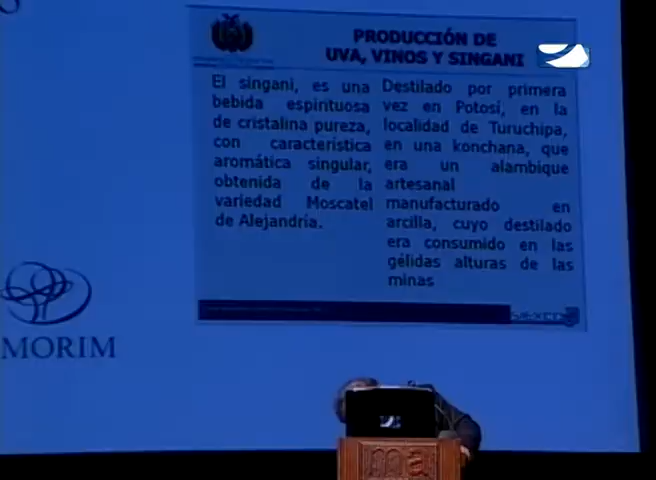 S
PRODUCCIÓN DE
UVA, VINOS Y SINGANI
El singani, es una
bebida espirituosa
de cristalina pureza,
con característica
aromática singular,
obtenida de la
variedad Moscatel
de Alejandría.
Destilado por primera
vez en Potosí, en la
localidad de Turuchipa,
en una konchana, que
era un alambique
artesanal
manufacturado en
arcilla, cuyo destilado
era consumido en las
gélidas alturas de las
minas
MORIM